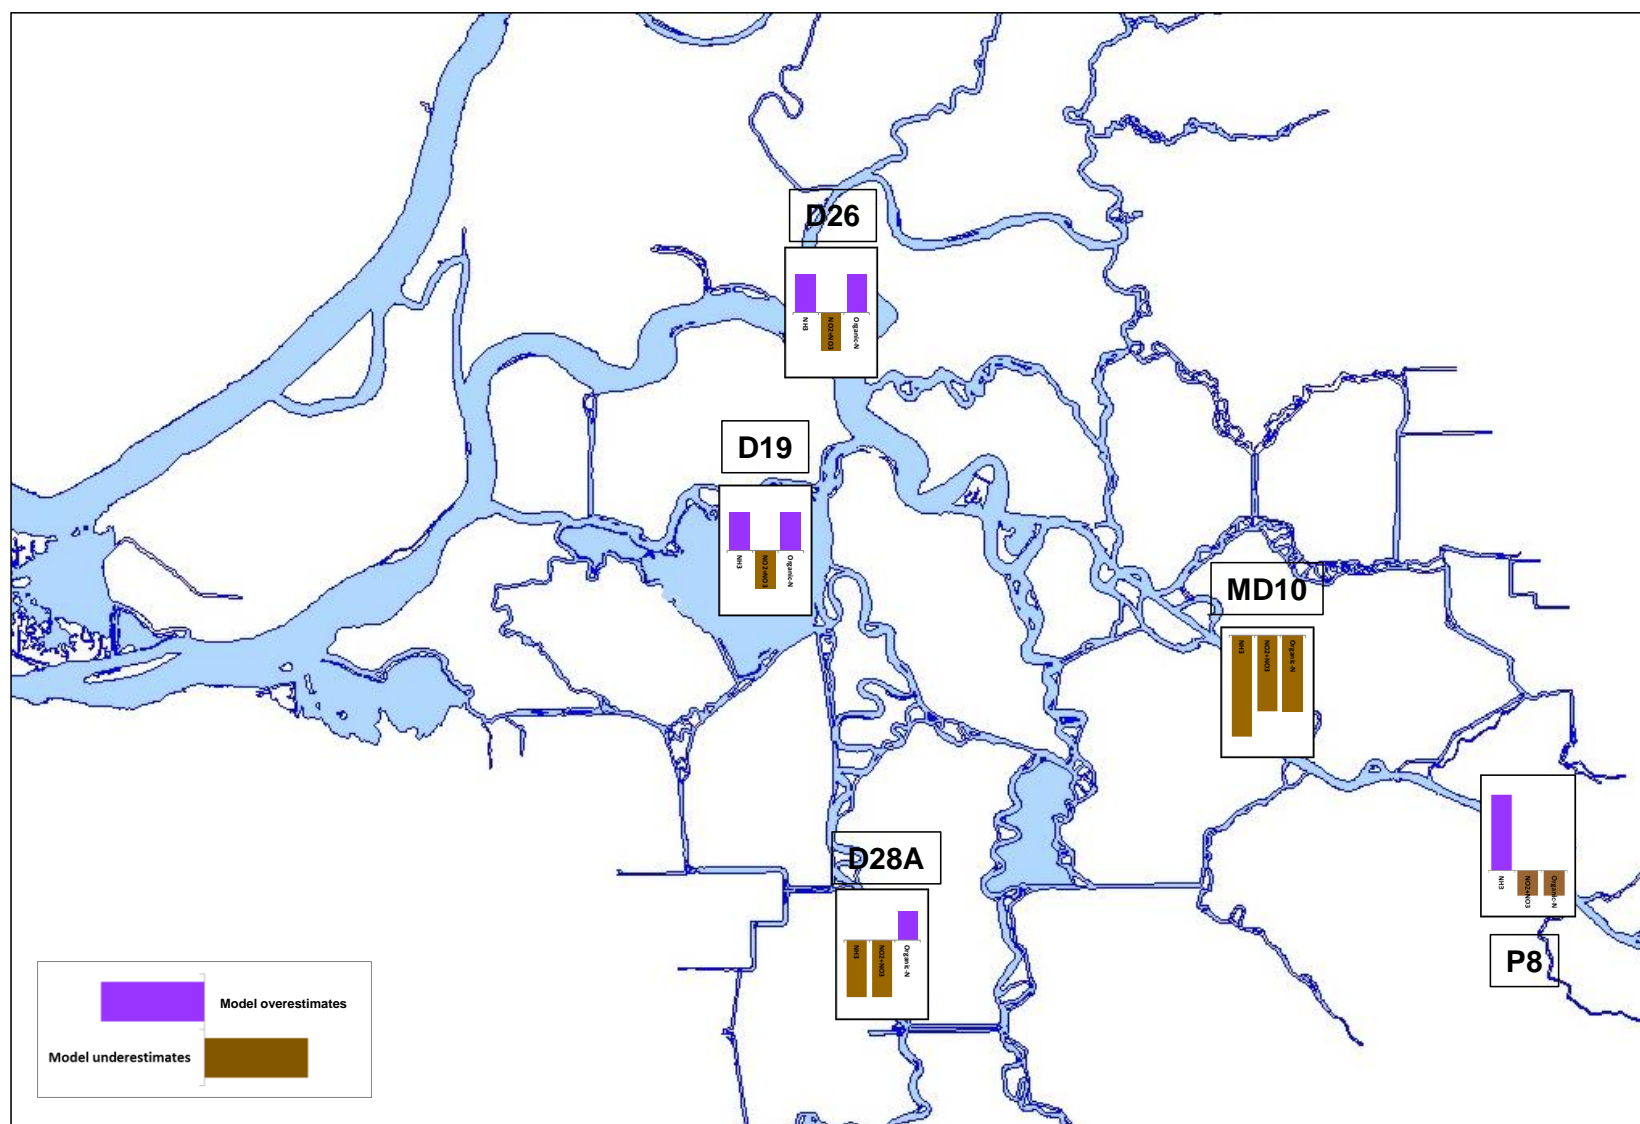 D26
NH3
NO2+NO3
Organic-N
D19
NH3
NO2+NO3
Organic-N
MD10
NH3
NO2+NO3
Organic-N
NH3
NO2+NO3
Organic-N
P8
D28A
NH3
NO2+NO3
Organic-N
Model overestimates
Model underestimates